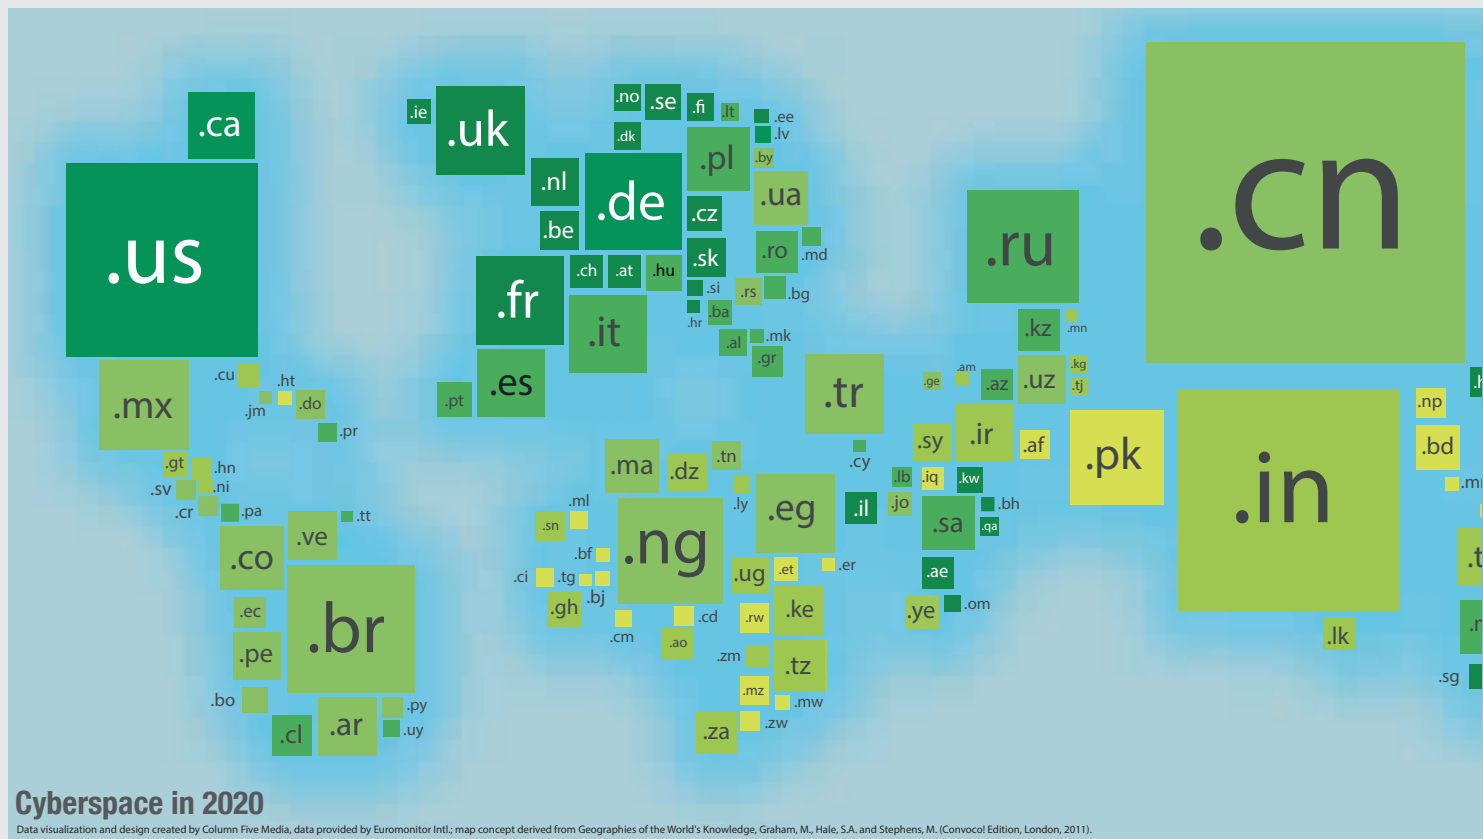 .ca
.us
.mx
.cu
.ht
.jm
.do
.pr
.gt
.hn
.ni
.sv
.cr
.pa
.tt
.co
.ve
.br
.ec
.pe
.bo
.py
.cl
.ar
.uy
.ie
.uk
.no
.se
.fi
.lt
.ee
.lv
.dk
.pl
.by
.nl
.de
.ua
.be
.cz
.ro
.md
.fr
.ch
.at
.hu
.sk
.si
.rs
.bg
.hr
.ba
.it
.al
.mk
.gr
.es
.pt
.tr
.cy
.ru
.kz
.mn
.am
.ge
.az
.uz
.kg
.tj
.sy
.ir
.af
.pk
.lb
.iq
.kw
.il
.jo
.sa
.bh
.qa
.ae
.ye
.om
.ma
.dz
.tn
.ly
.eg
.ml
.sn
.ng
.bf
.ci
.tg
.bj
.gh
.ug
.et
.er
.cm
.cd
.rw
.ke
.ao
.zm
.tz
.mz
.mw
.za
.zw
.cn
.in
.np
.bd
.lk
.sg
Cyberspace in 2020
Data visualization and design created by Column Five Media, data provided by Euromonitor Intl.; map concept derived from Geographies of the World's Knowledge, Graham, M., Hale, S.A. and Stephens, M. (Convoco! Edition, London, 2011).